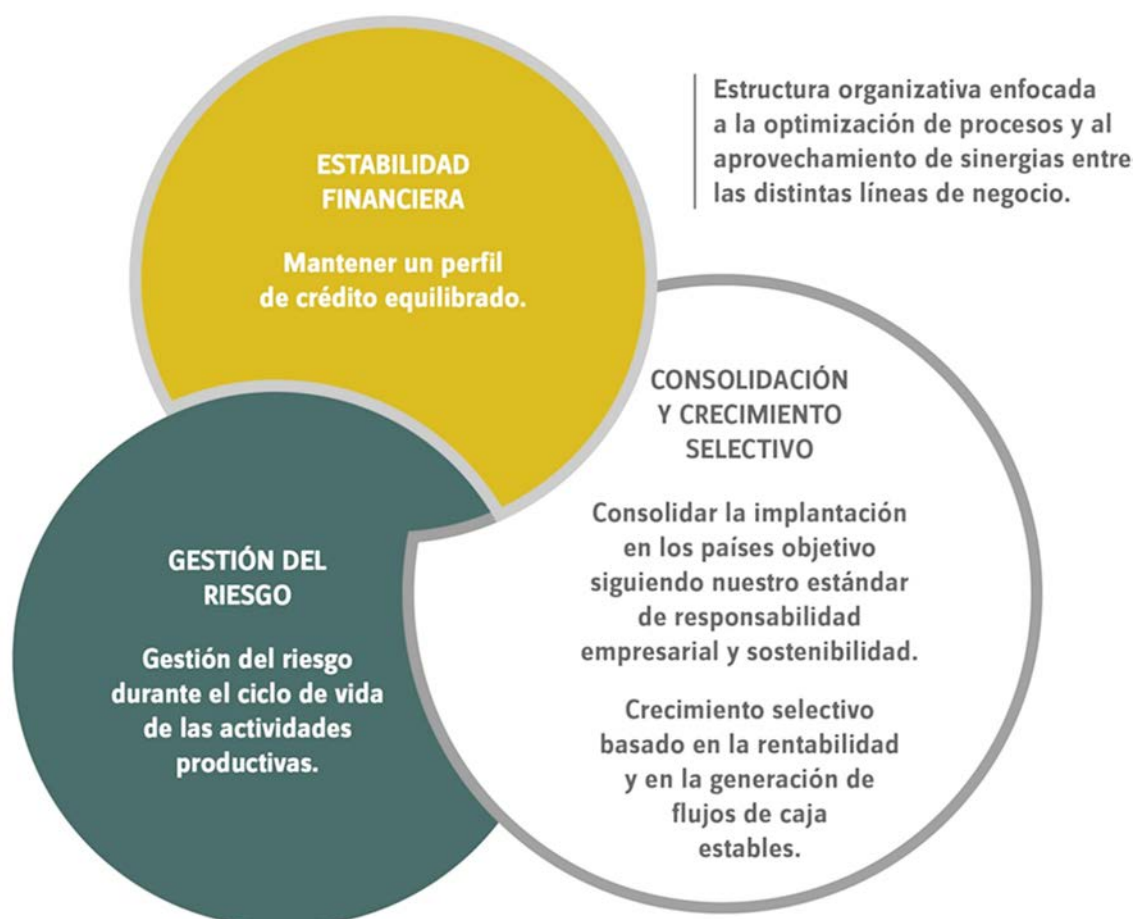 ESTABILIDAD
FINANCIERA
Mantener un perfil
de crédito equilibrado.
Estructura organizativa enfocada
a la optimización de procesos y al
aprovechamiento de sinergias entre
las distintas líneas de negocio.
CONSOLIDACIÓN
Y CRECIMIENTO
SELECTIVO
Consolidar la implantación
en los países objetivo
siguiendo nuestro estándar
de responsabilidad
empresarial y sostenibilidad.
Crecimiento selectivo
basado en la rentabilidad
y en la generación de
flujos de caja
estables.
GESTIÓN DEL
RIESGO
Gestión del riesgo
durante el ciclo de vida
de las actividades
productivas.